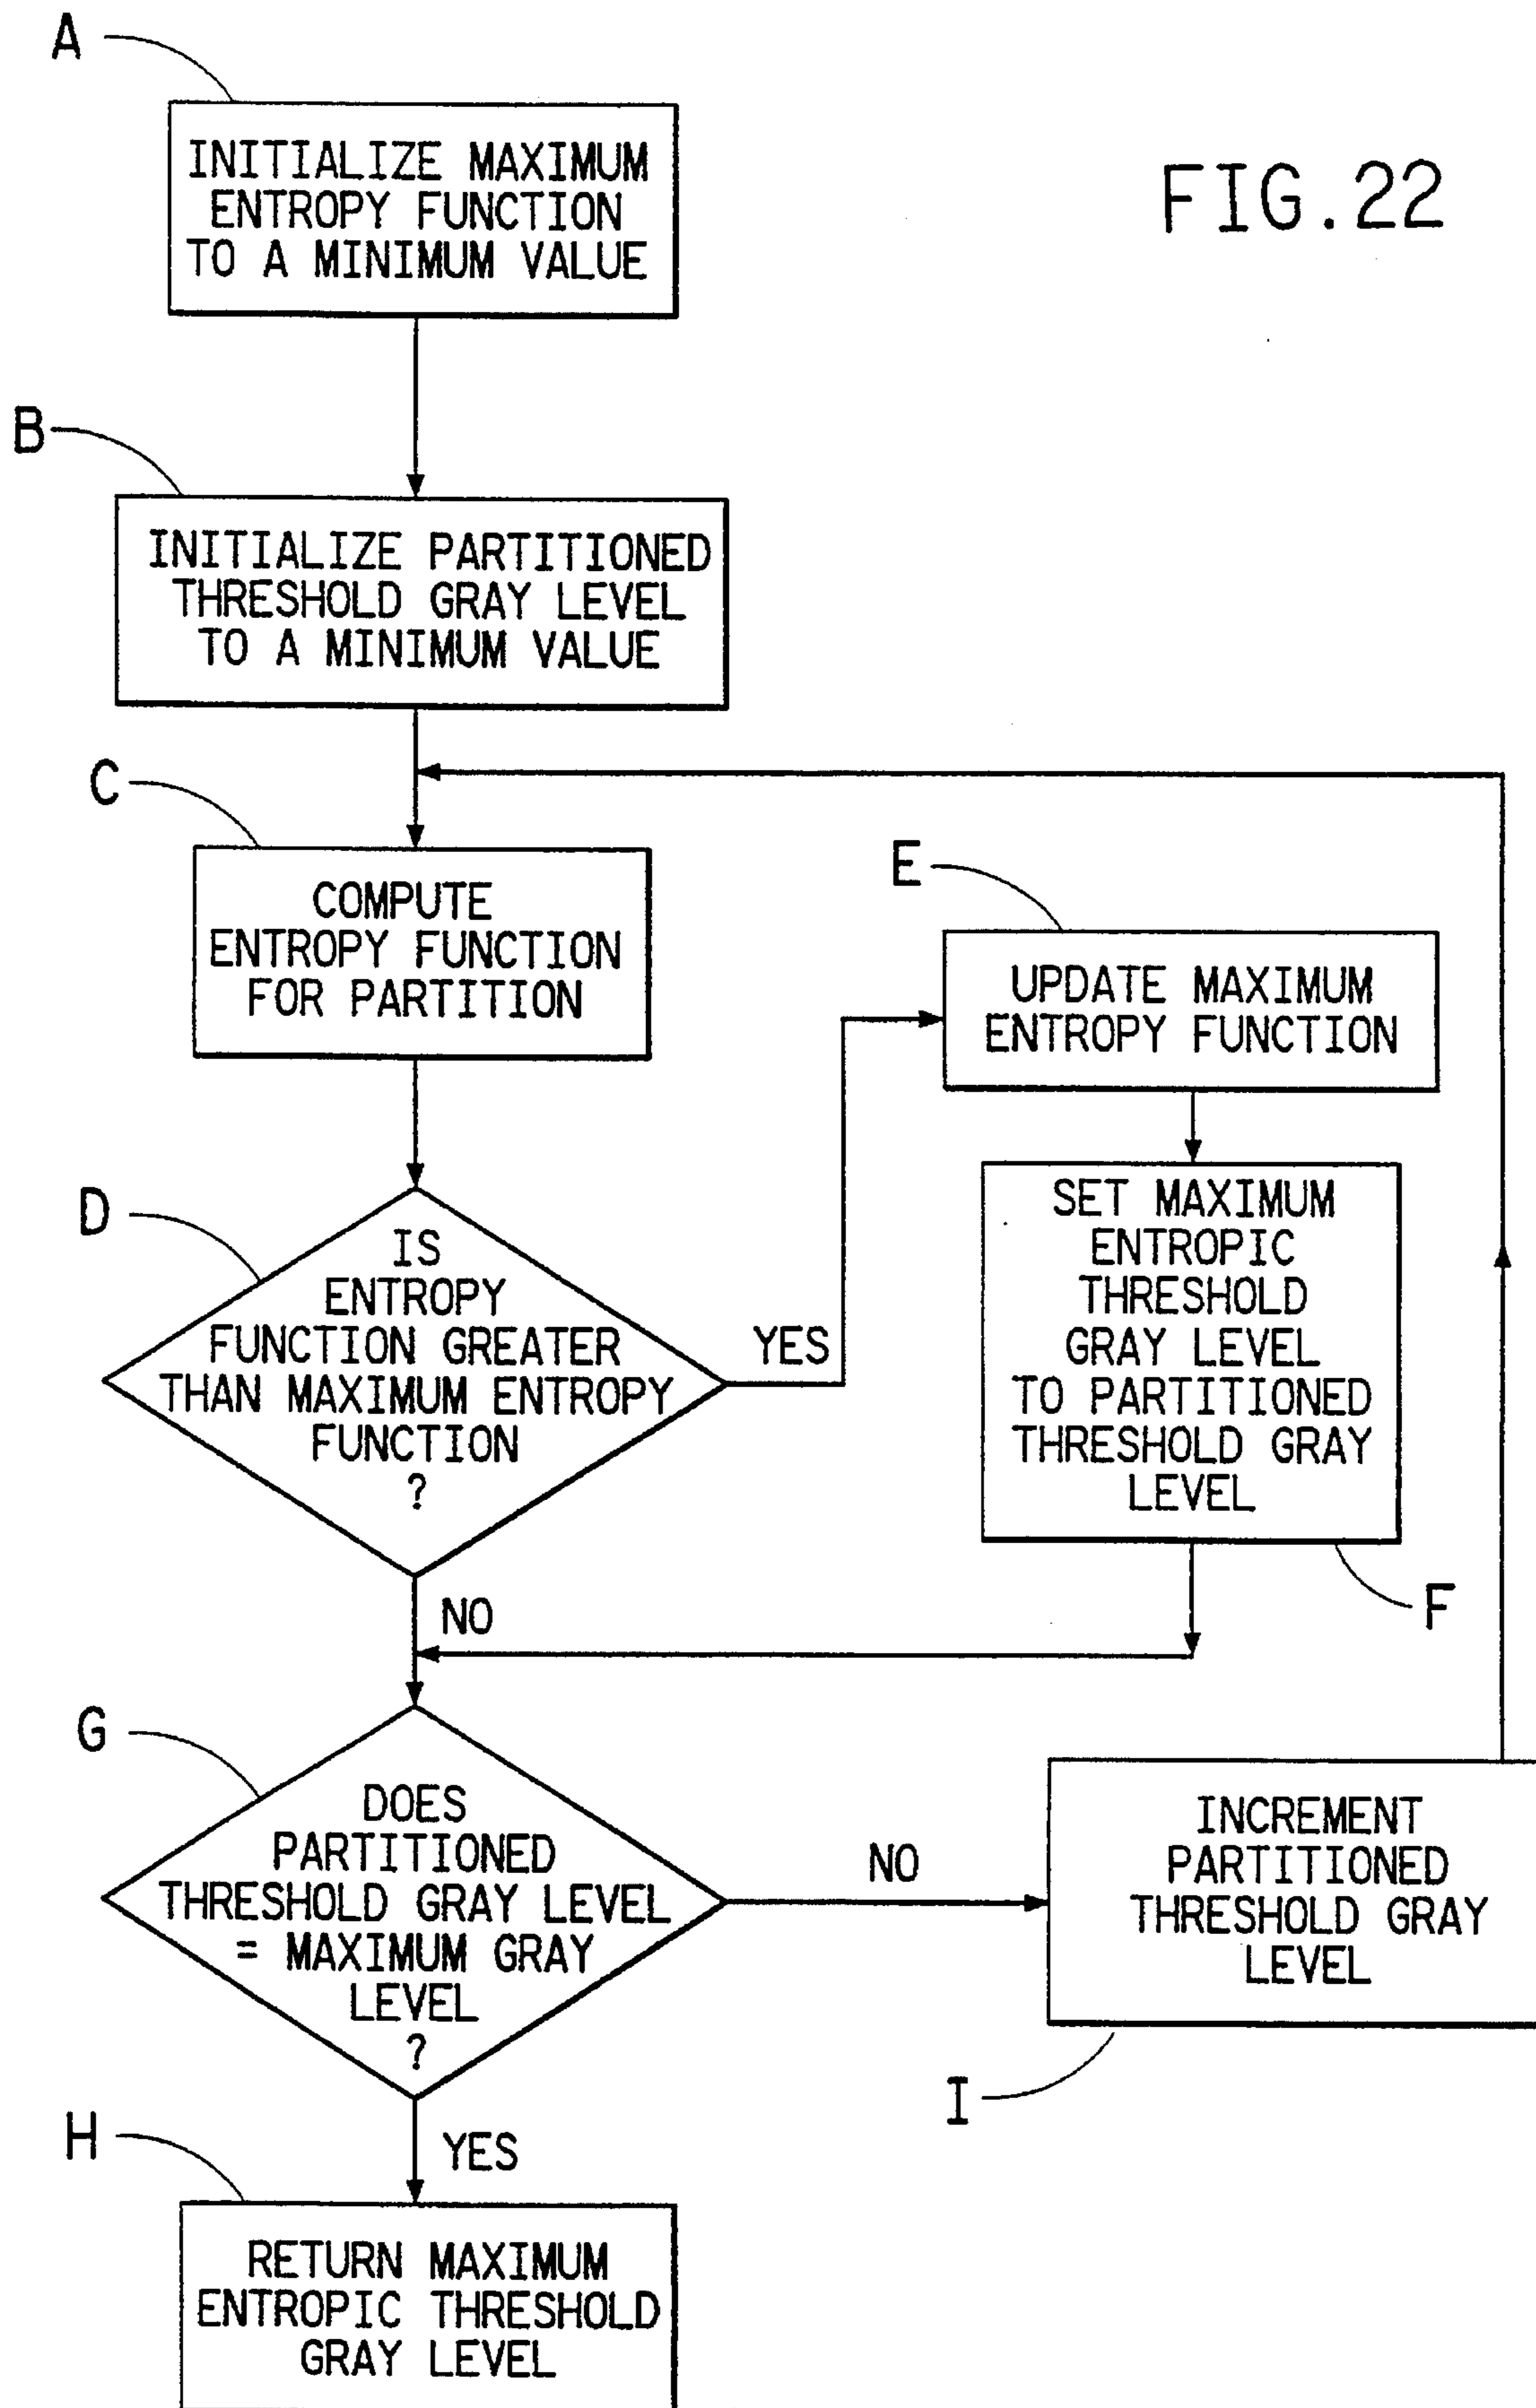 A
INITIALIZE MAXIMUM
ENTROPY FUNCTION
TO A MINIMUM VALUE
FIG.22
B
INITIALIZE PARTITIONED
THRESHOLD GRAY LEVEL
TO A MINIMUM VALUE
C
COMPUTE
ENTROPY FUNCTION
FOR PARTITION
D
IS
ENTROPY
FUNCTION GREATER
THAN MAXIMUM ENTROPY
FUNCTION
?
YES
E
UPDATE MAXIMUM
ENTROPY FUNCTION
SET MAXIMUM
ENTROPIC
THRESHOLD
GRAY LEVEL
TO PARTITIONED
THRESHOLD GRAY
LEVEL
F
NO
G
DOES
PARTITIONED
THRESHOLD GRAY LEVEL
= MAXIMUM GRAY
LEVEL
?
NO
INCREMENT
PARTITIONED
THRESHOLD GRAY
LEVEL
I
YES
H
RETURN MAXIMUM
ENTROPIC THRESHOLD
GRAY LEVEL